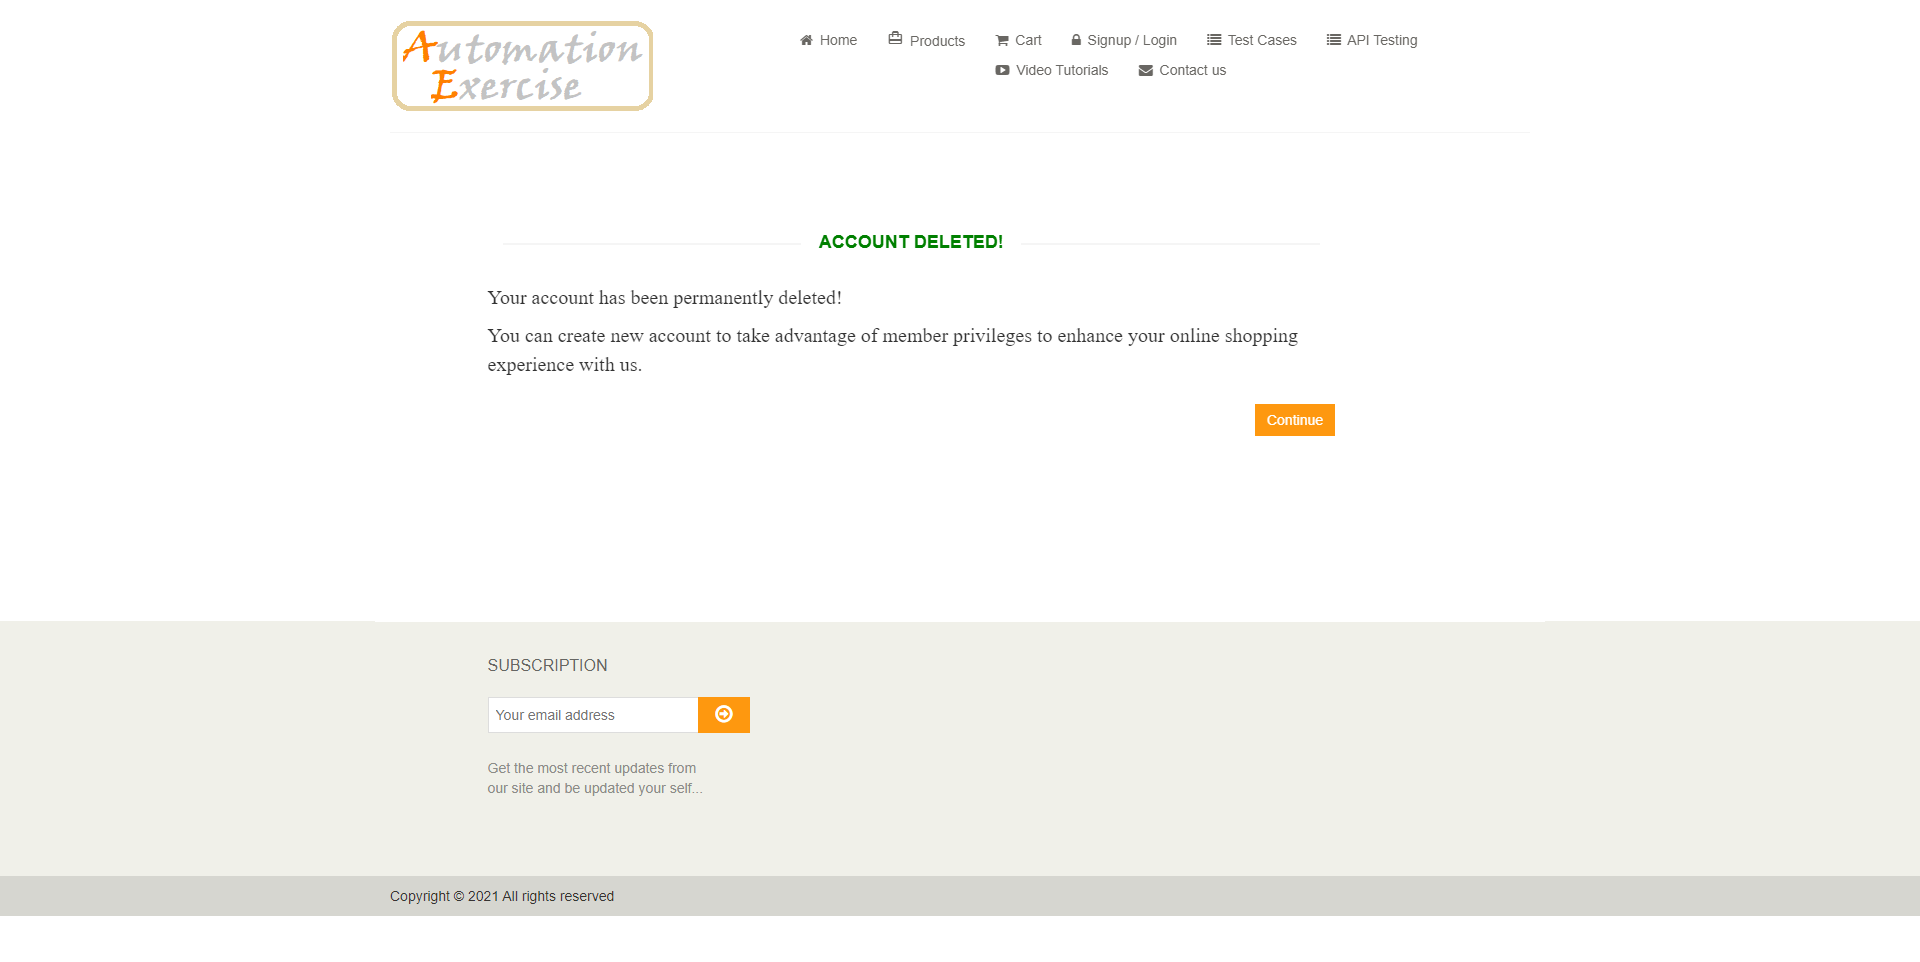 Automation
Exercise
Home Products Cart Signup / Login Test Cases API Testing
Video Tutorials Contact us
ACCOUNT DELETED!
Your account has been permanently deleted!
You can create new account to take advantage of member privileges to enhance your online shopping
experience with us.
Continue
SUBSCRIPTION
Your email address
Get the most recent updates from
our site and be updated your self...
Copyright © 2021 All rights reserved